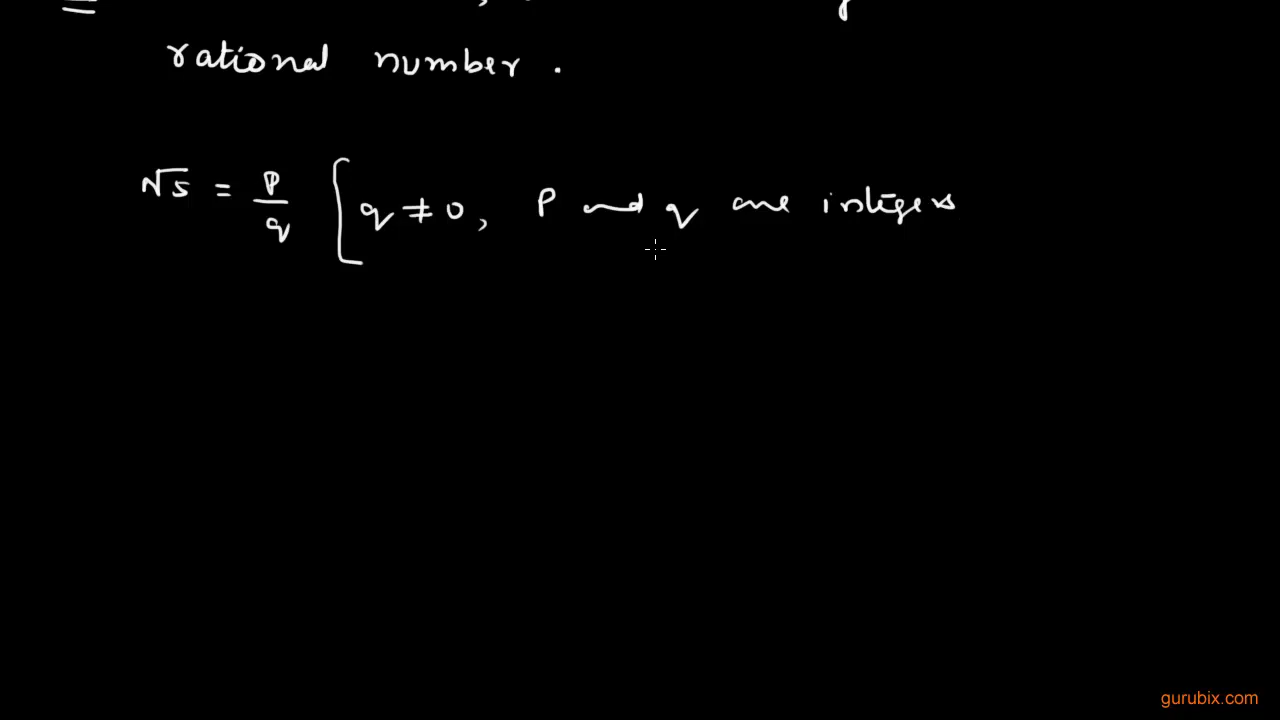 rational number.
√5 = p/q [ q ≠ 0, p and q are integers
gurubix.com